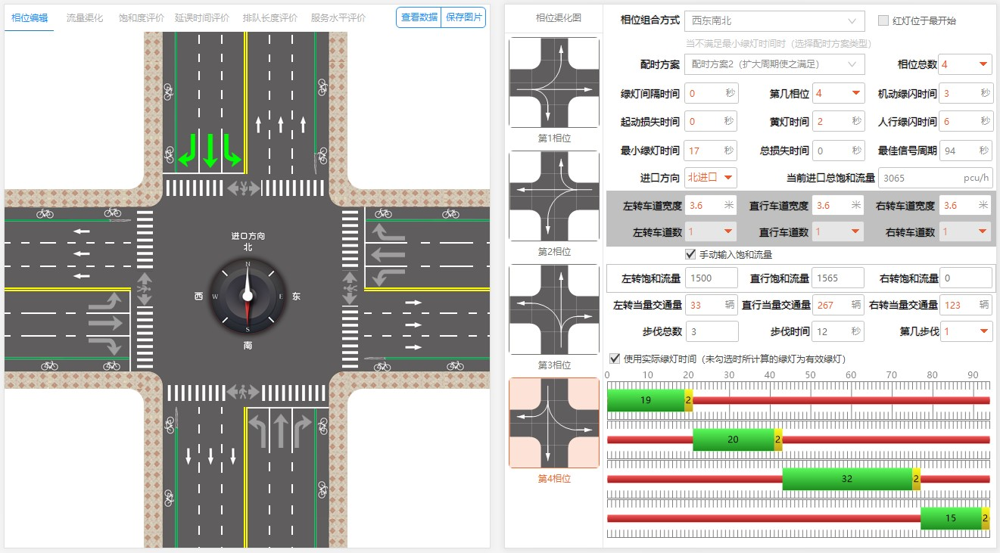 相位编辑 流量渠化 饱和度评价 延误时间评价 排队长度评价 服务水平评价 查看数据 保存图片
进口方向
北
N
西 W E 东
S
南
相位渠化图
第1相位
第2相位
第3相位
第4相位
相位组合方式 西东南北 红灯位于最开始
当不满足最小绿灯时间时（选择配时方案类型）
配时方案 配时方案2（扩大周期使之满足） 相位总数 4
绿灯间隔时间 0 秒 第几相位 4 机动绿闪时间 3 秒
起动损失时间 0 秒 黄灯时间 2 秒 人行绿闪时间 6 秒
最小绿灯时间 17 秒 总损失时间 0 秒 最佳信号周期 94 秒
进口方向 北进口 当前进口总饱和流量 3065 pcu/h
左转车道宽度 3.6 米 直行车道宽度 3.6 米 右转车道宽度 3.6 米
左转车道数 1 直行车道数 1 右转车道数 1
手动输入饱和流量
左转饱和流量 1500 直行饱和流量 1565 右转饱和流量 0
左转当量交通量 33 辆 直行当量交通量 267 辆 右转当量交通量 123 辆
步伐总数 3 步伐时间 12 秒 第几步伐 1
使用实际绿灯时间（未勾选时所计算的绿灯为有效绿灯）
0 10 20 30 40 50 60 70 80 90
19 2
20 2
32 2
15 2